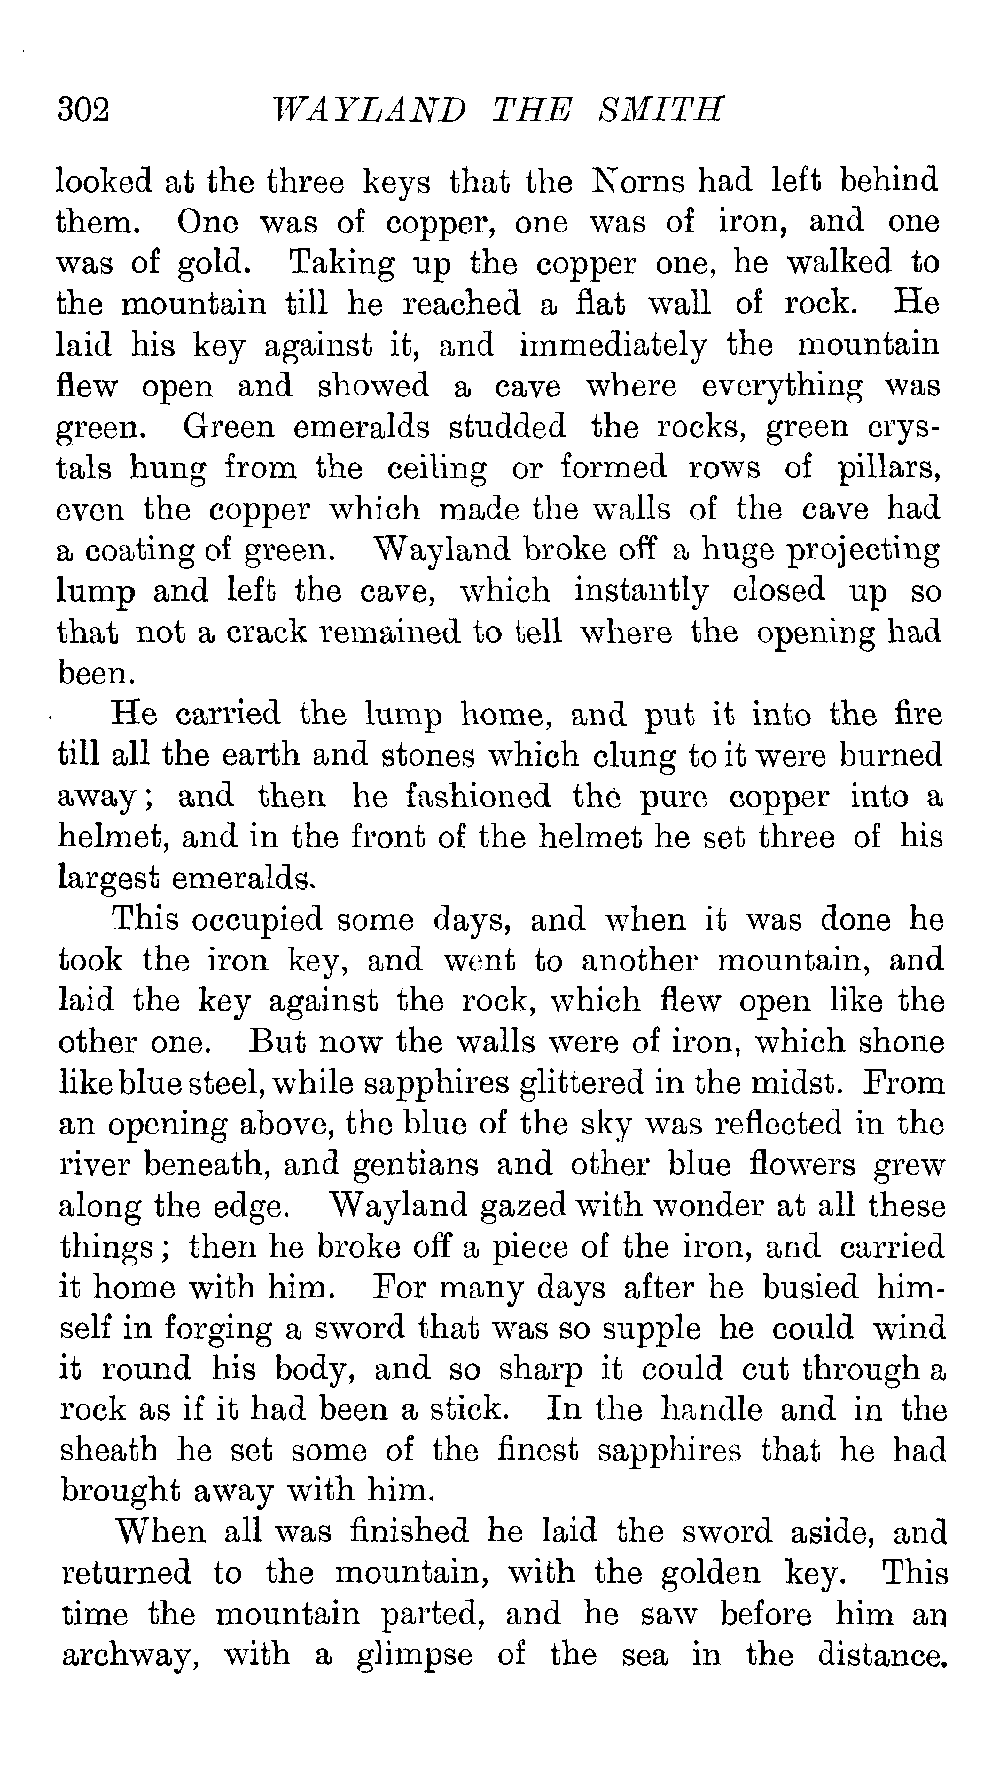 302 WAYLAND THE SMITH
looked at the three keys that the Norns had left behind
them. One was of copper, one was of iron, and one
was of gold. Taking up the copper one, he walked to
the mountain till he reached a flat wall of rock. He
laid his key against it, and immediately the mountain
flew open and showed a cave where everything was
green. Green emeralds studded the rocks, green crys-
tals hung from the ceiling or formed rows of pillars,
even the copper which made the walls of the cave had
a coating of green. Wayland broke off a huge projecting
lump and left the cave, which instantly closed up so
that not a crack remained to tell where the opening had
been.
He carried the lump home, and put it into the fire
till all the earth and stones which clung to it were burned
away; and then he fashioned the pure copper into a
helmet, and in the front of the helmet he set three of his
largest emeralds.
This occupied some days, and when it was done he
took the iron key, and went to another mountain, and
laid the key against the rock, which flew open like the
other one. But now the walls were of iron, which shone
like blue steel, while sapphires glittered in the midst. From
an opening above, the blue of the sky was reflected in the
river beneath, and gentians and other blue flowers grew
along the edge. Wayland gazed with wonder at all these
things; then he broke off a piece of the iron, and carried
it home with him. For many days after he busied him-
self in forging a sword that was so supple he could wind
it round his body, and so sharp it could cut through a
rock as if it had been a stick. In the handle and in the
sheath he set some of the finest sapphires that he had
brought away with him.
When all was finished he laid the sword aside, and
returned to the mountain, with the golden key. This
time the mountain parted, and he saw before him an
archway, with a glimpse of the sea in the distance.